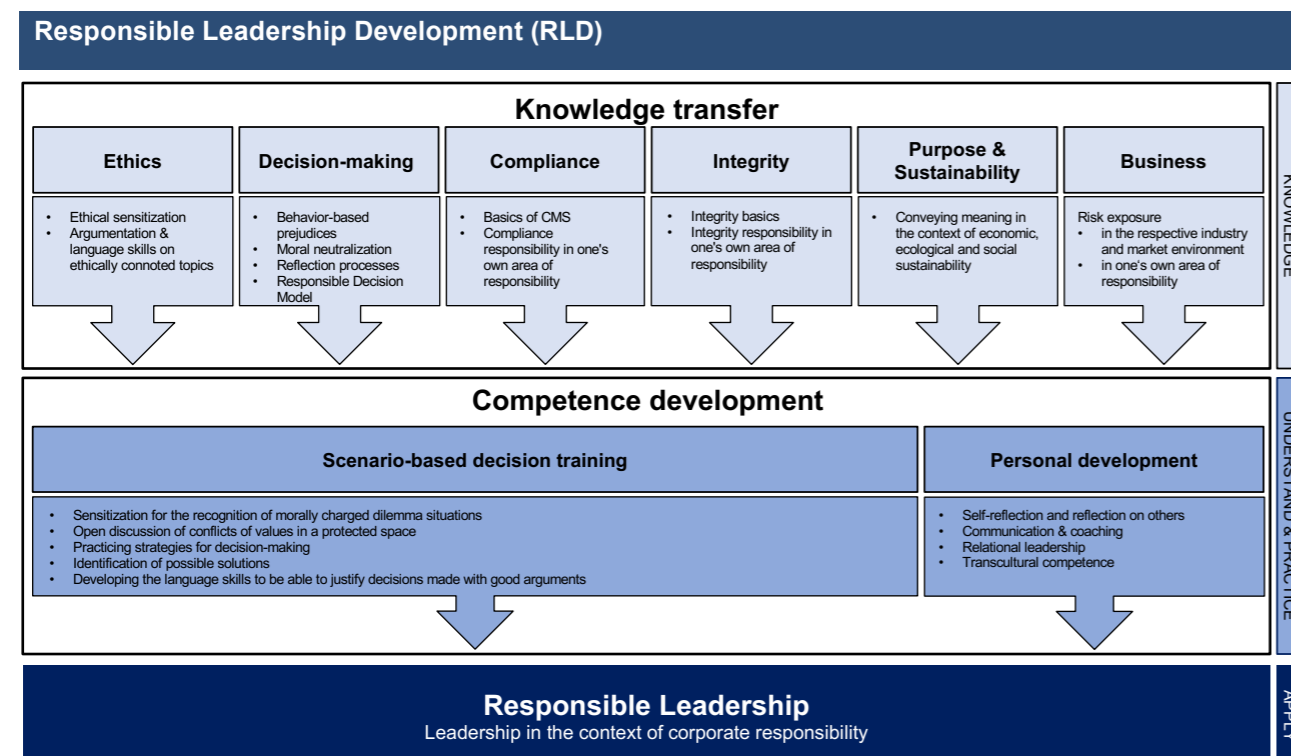 Responsible Leadership Development (RLD)
Knowledge transfer
Ethics
• Ethical sensitization
• Argumentation &
language skills on
ethically connoted topics
Decision-making
• Behavior-based
prejudices
• Moral neutralization
• Reflection processes
• Responsible Decision
Model
Compliance
• Basics of CMS
• Compliance
responsibility in one's
own area of
responsibility
Integrity
• Integrity basics
• Integrity responsibility in
one's own area of
responsibility
Purpose &
Sustainability
• Conveying meaning in
the context of economic,
ecological and social
sustainability
Business
Risk exposure
• in the respective industry
and market environment
• in one's own area of
responsibility
KNOWLEDGE
Competence development
Scenario-based decision training
• Sensitization for the recognition of morally charged dilemma situations
• Open discussion of conflicts of values in a protected space
• Practicing strategies for decision-making
• Identification of possible solutions
• Developing the language skills to be able to justify decisions made with good arguments
Personal development
• Self-reflection and reflection on others
• Communication & coaching
• Relational leadership
• Transcultural competence
UNDERSTAND & PRACTICE
Responsible Leadership
Leadership in the context of corporate responsibility
APPLY